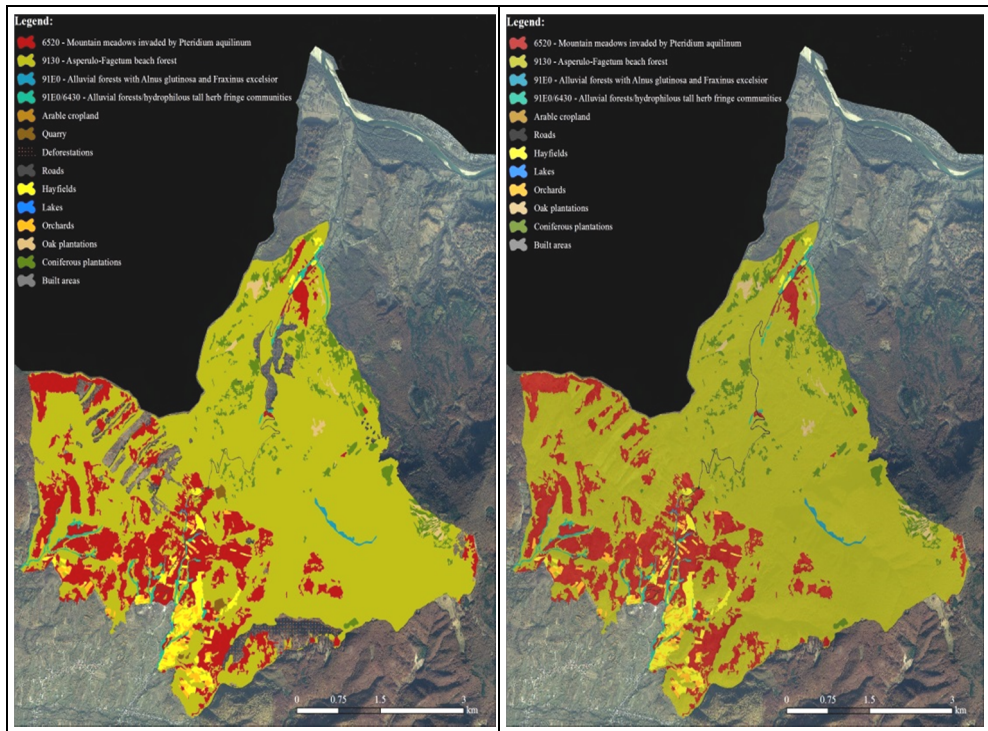 Legend:
6520 - Mountain meadows invaded by Pteridium aquilinum
9130 - Asperulo-Fagetum beach forest
91E0 - Alluvial forests with Alnus glutinosa and Fraxinus excelsior
91E0/6430 - Alluvial forests/hydrophilous tall herb fringe communities
Arable cropland
Quarry
Deforestations
Roads
Hayfields
Lakes
Orchards
Oak plantations
Coniferous plantations
Built areas
0 0.75 1.5 3
km
Legend:
6520 - Mountain meadows invaded by Pteridium aquilinum
9130 - Asperulo-Fagetum beach forest
91E0 - Alluvial forests with Alnus glutinosa and Fraxinus excelsior
91E0/6430 - Alluvial forests/hydrophilous tall herb fringe communities
Arable cropland
Roads
Hayfields
Lakes
Orchards
Oak plantations
Coniferous plantations
Built areas
0 0.75 1.5 3
km